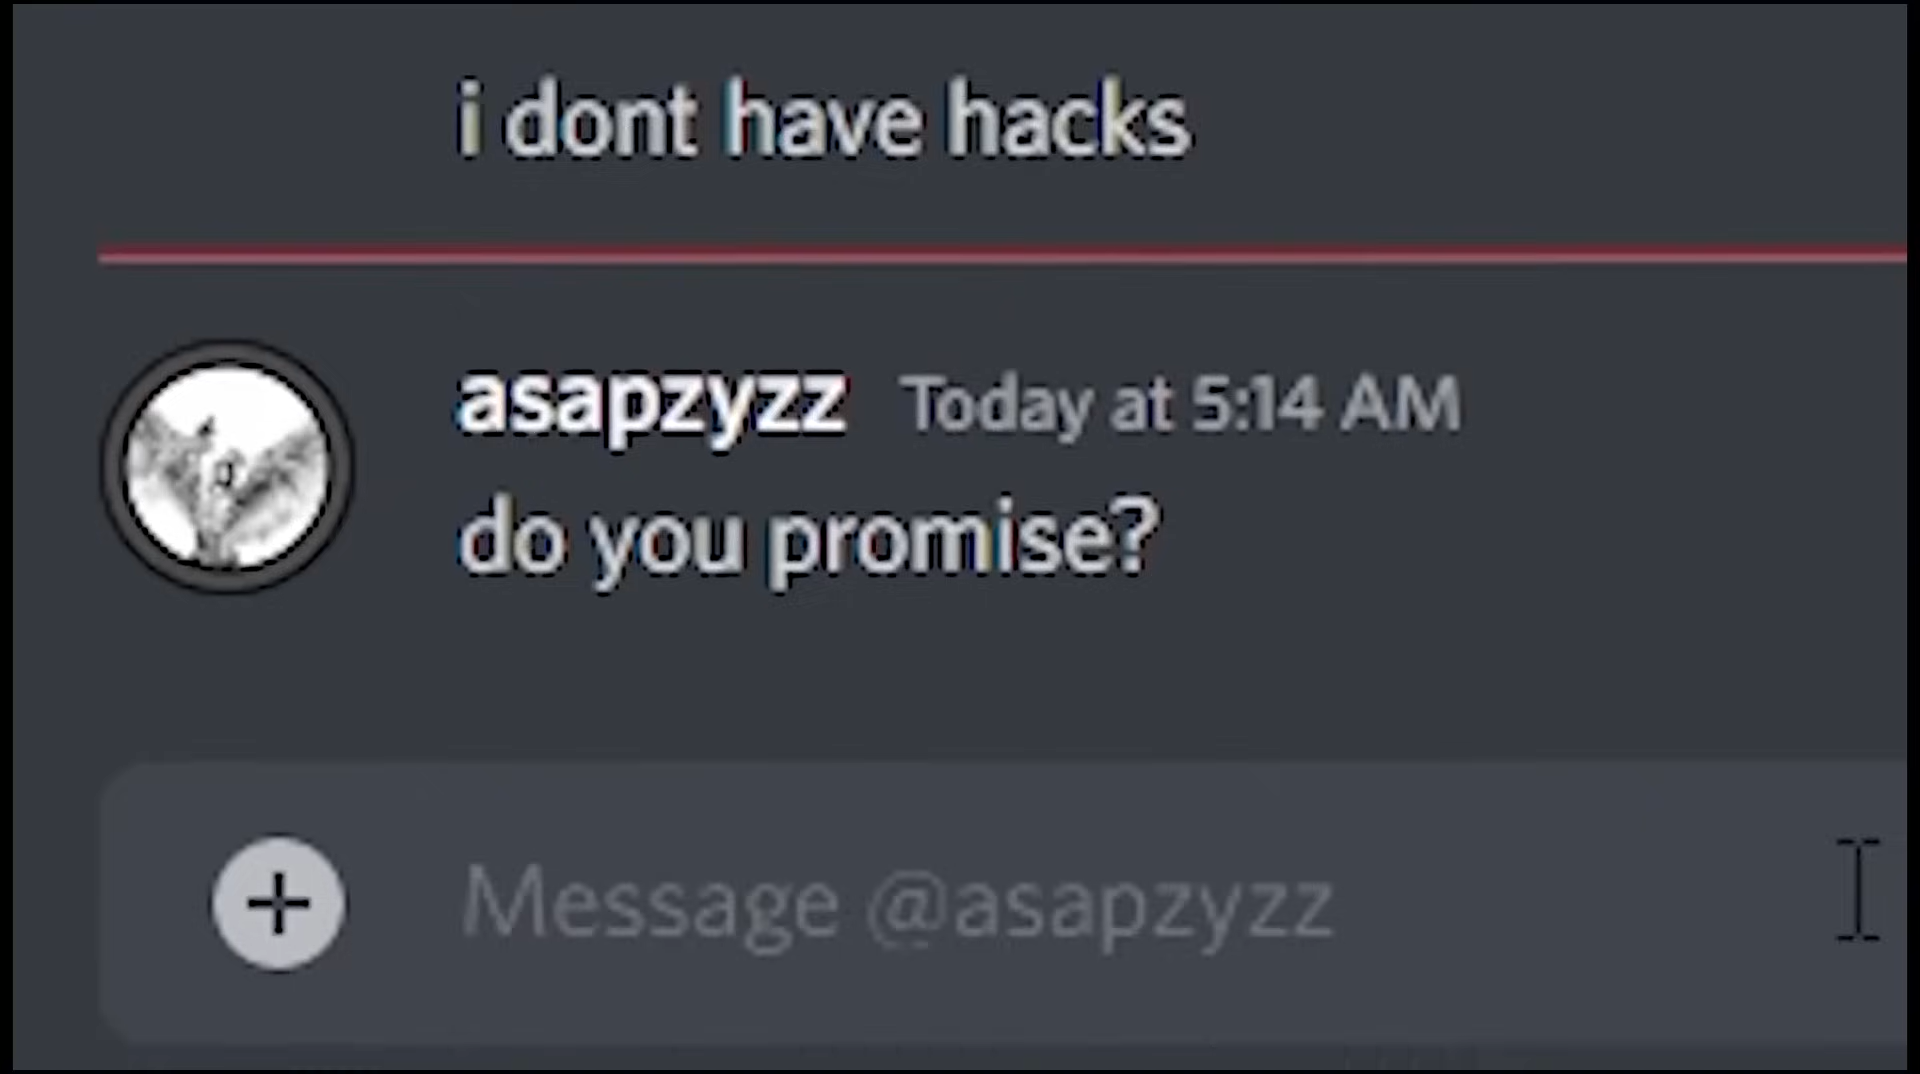 i dont have hacks
asapzyzz Today at 5:14 AM
do you promise?
Message @asapzyzz